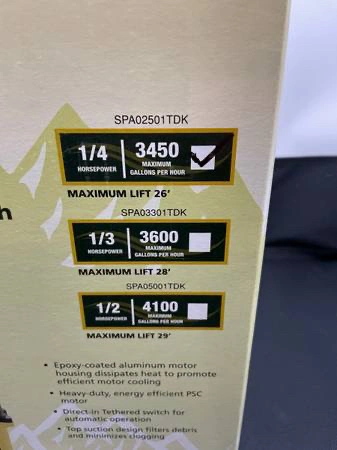 SPA02501TDK
1/4 3450
HORSEPOWER MAXIMUM
GALLONS PER HOUR
MAXIMUM LIFT 26'
SPA03301TDK
1/3 3600
HORSEPOWER MAXIMUM
GALLONS PER HOUR
MAXIMUM LIFT 28'
SPA05001TDK
1/2 4100
HORSEPOWER MAXIMUM
GALLONS PER HOUR
MAXIMUM LIFT 29'
• Epoxy-coated aluminum motor
housing dissipates heat to promote
efficient motor cooling
• Heavy-duty, energy efficient PSC
motor
• Direct-in Tethered switch for
automatic operation
• Top suction design filters debris
and minimizes clogging